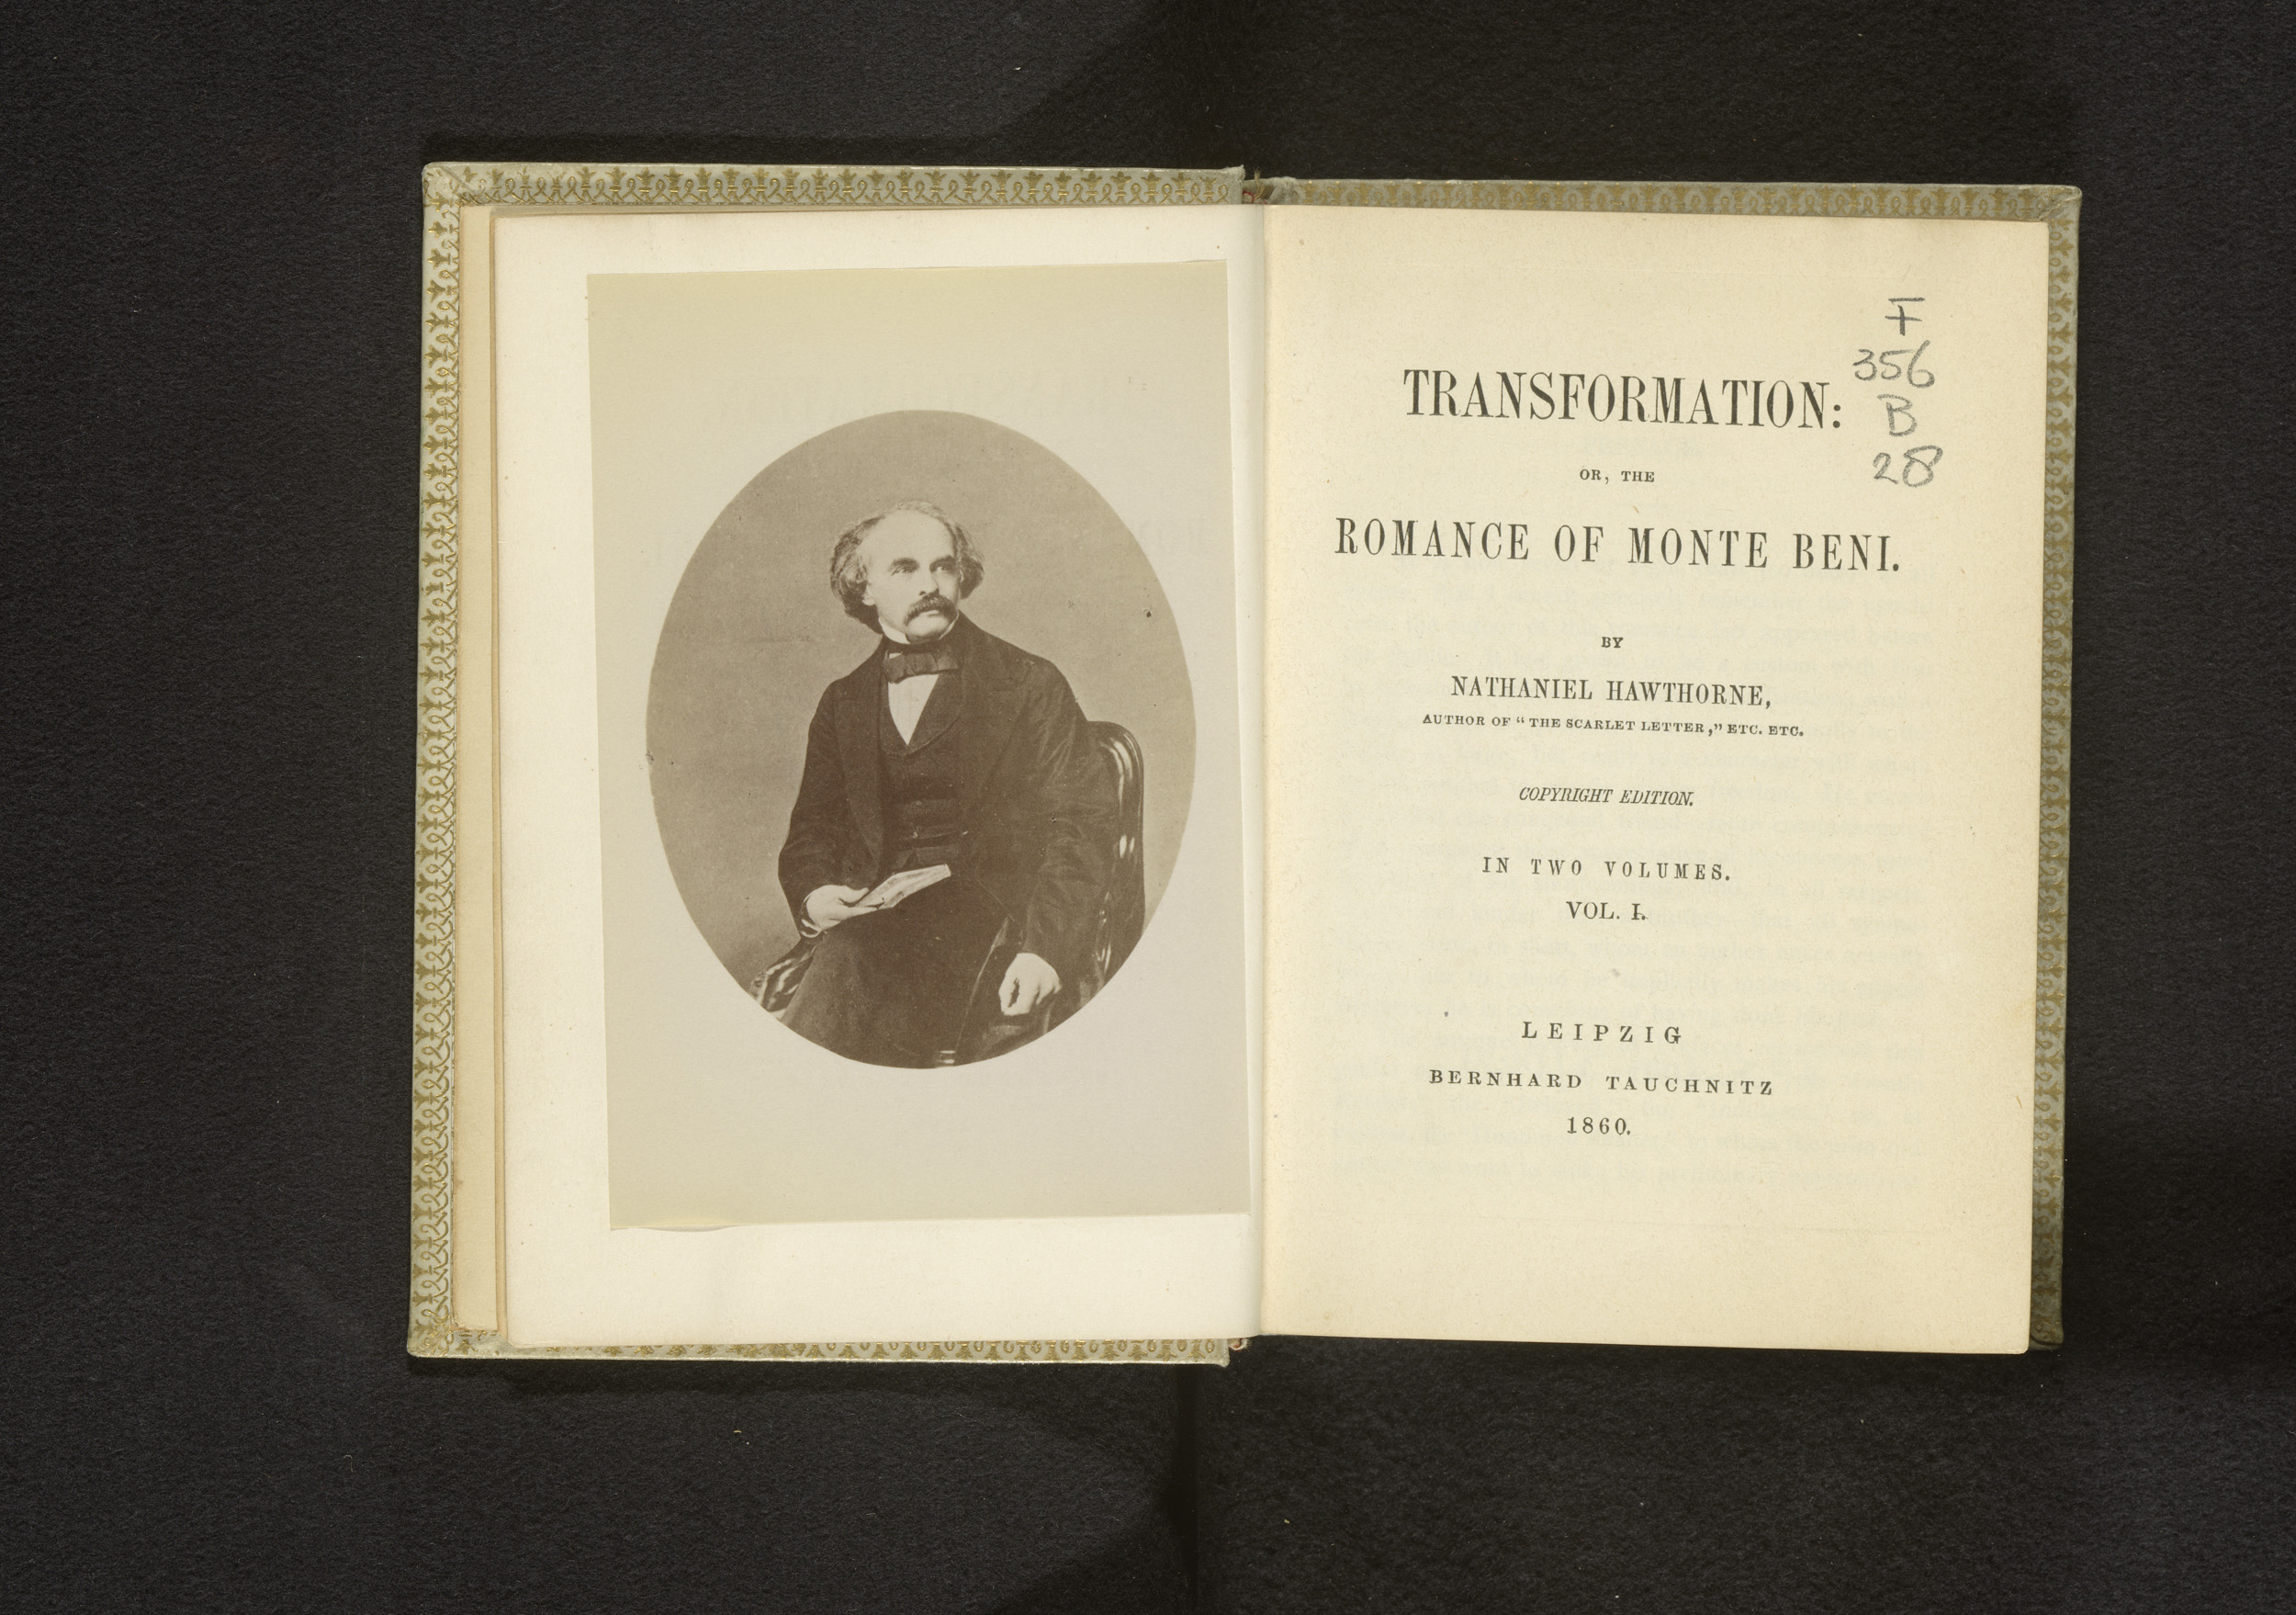 F
356
B
28
TRANSFORMATION:
OR, THE
ROMANCE OF MONTE BENI.
BY
NATHANIEL HAWTHORNE,
AUTHOR OF "THE SCARLET LETTER," ETC. ETC.
COPYRIGHT EDITION.
IN TWO VOLUMES.
VOL. I.
LEIPZIG
BERNHARD TAUCHNITZ
1860.